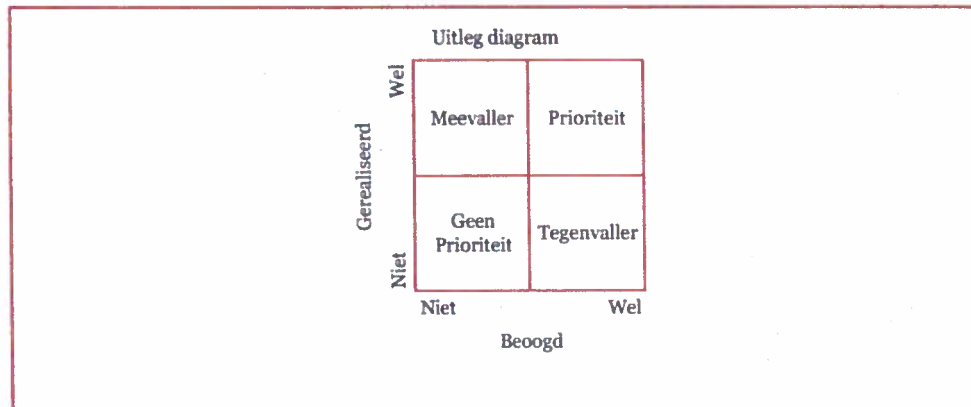 Uitleg diagram
Wel
Meevaller
Prioriteit
Gerealiseerd
Geen
Prioriteit
Tegenvaller
Niet
Niet
Wel
Beoogd